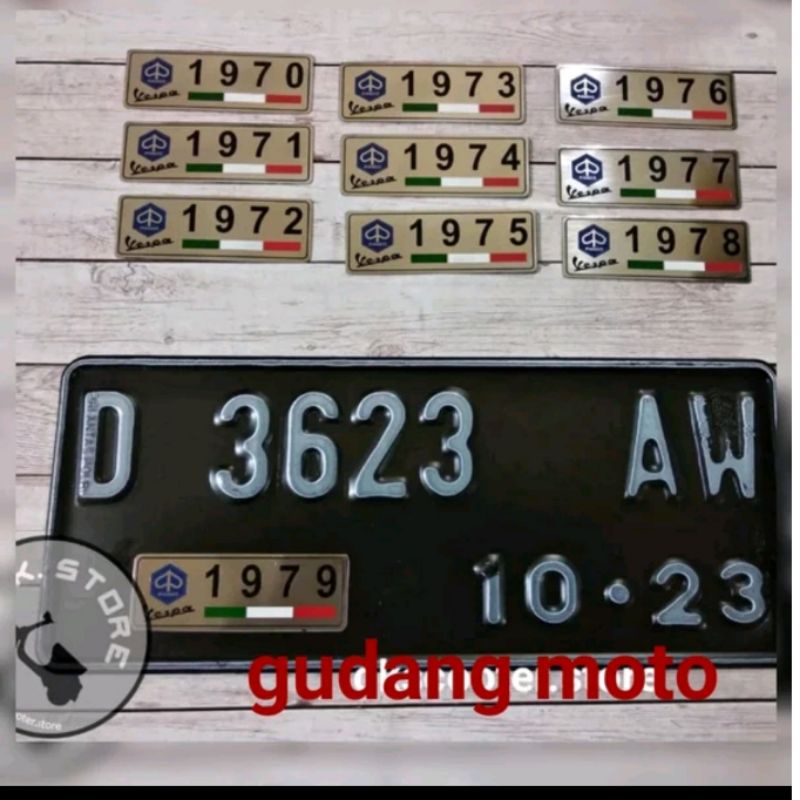 1970
Vespa
1973
Vespa
1976
Vespa
1971
Vespa
1974
Vespa
1977
Vespa
1972
Vespa
1975
Vespa
1978
Vespa
D 3623 AW
1979
Vespa
10·23
STORE
gudang moto